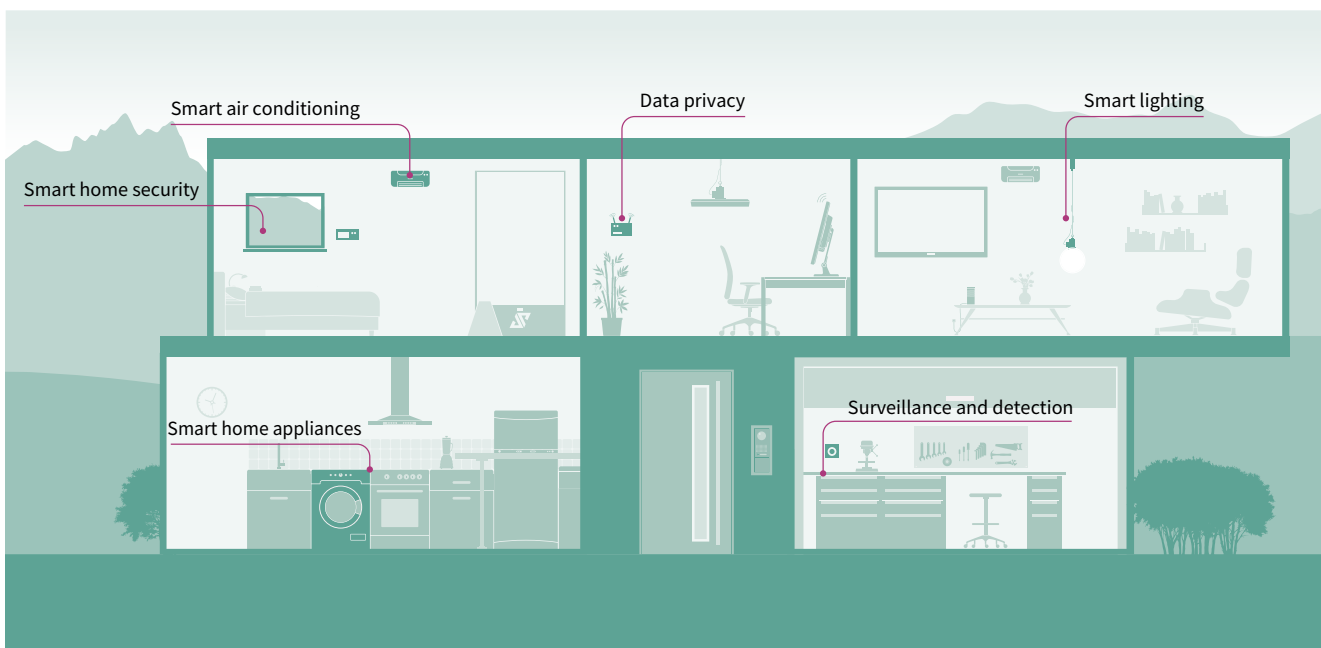 Smart air conditioning
Data privacy
Smart lighting
Smart home security
Smart home appliances
Surveillance and detection